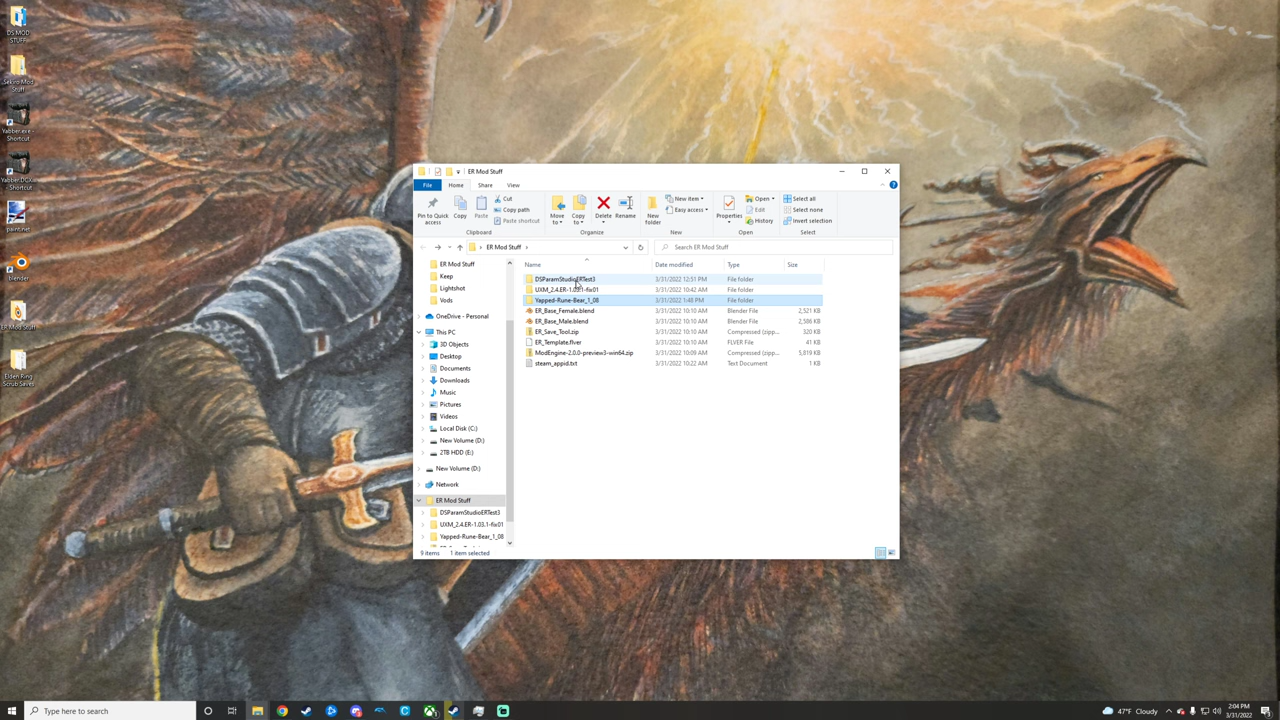 DS MOD
STUFF
Sekiro Mod
Stuff
Yabber.exe -
Shortcut
Yabber.DCX...
- Shortcut
paint.net
blender
ER Mod Stuff
Elden Ring
Scrub Saves
ER Mod Stuff
File Home Share View
Pin to Quick
access
Copy
Paste
Cut
Copy path
Paste shortcut
Clipboard
Move
to
Copy
to
Delete
Rename
Organize
New
folder
New item
Easy access
New
Properties
Open
Edit
History
Open
Select all
Select none
Invert selection
Select
ER Mod Stuff
Search ER Mod Stuff
ER Mod Stuff
Keep
Lightshot
Vods
OneDrive - Personal
This PC
3D Objects
Desktop
Documents
Downloads
Music
Pictures
Videos
Local Disk (C:)
New Volume (D:)
2TB HDD (E:)
New Volume (D:)
Network
ER Mod Stuff
DSParamStudioERTest3
UXM_2.4.ER-1.03.1-fix01
Yapped-Rune-Bear_1_08
Name Date modified Type Size
DSParamStudioERTest3 3/31/2022 12:51 PM File folder
UXM_2.4.ER-1.03.1-fix01 3/31/2022 10:42 AM File folder
Yapped-Rune-Bear_1_08 3/31/2022 1:48 PM File folder
ER_Base_Female.blend 3/31/2022 10:10 AM Blender File 2,521 KB
ER_Base_Male.blend 3/31/2022 10:10 AM Blender File 2,586 KB
ER_Save_Tool.zip 3/31/2022 10:10 AM Compressed (zipp... 320 KB
ER_Template.flver 3/31/2022 10:10 AM FLVER File 41 KB
ModEngine-2.0.0-preview3-win64.zip 3/31/2022 10:09 AM Compressed (zipp... 5,819 KB
steam_appid.txt 3/31/2022 10:22 AM Text Document 1 KB
9 items 1 item selected
Type here to search
47°F Cloudy
2:04 PM
3/31/2022